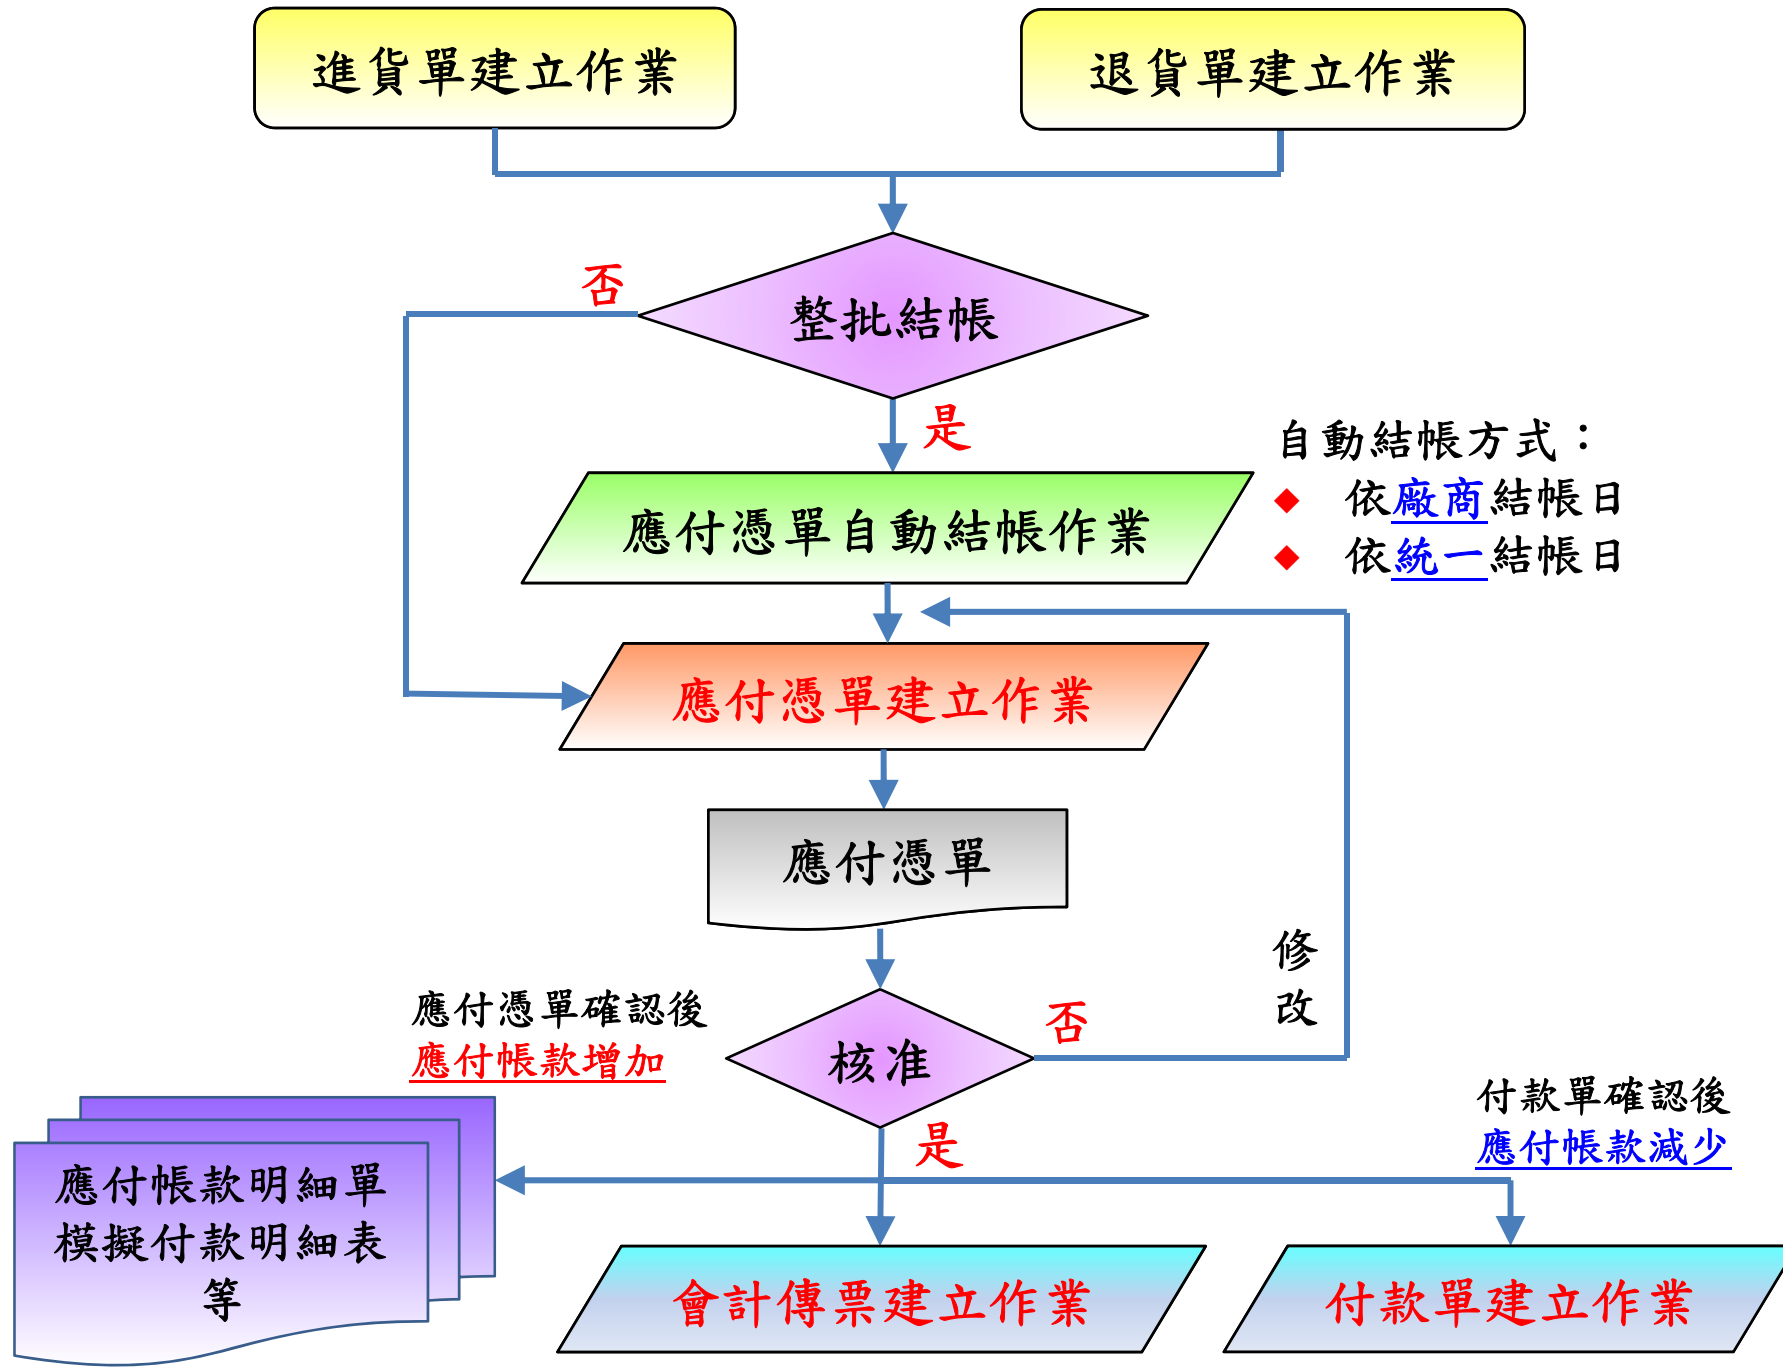 進貨單建立作業
退貨單建立作業
否
整批結帳
是
自動結帳方式：
依廠商結帳日
依統一結帳日
應付憑單自動結帳作業
應付憑單建立作業
應付憑單
修
改
應付憑單確認後
應付帳款增加
否
核准
是
付款單確認後
應付帳款減少
應付帳款明細單
模擬付款明細表
等
會計傳票建立作業
付款單建立作業